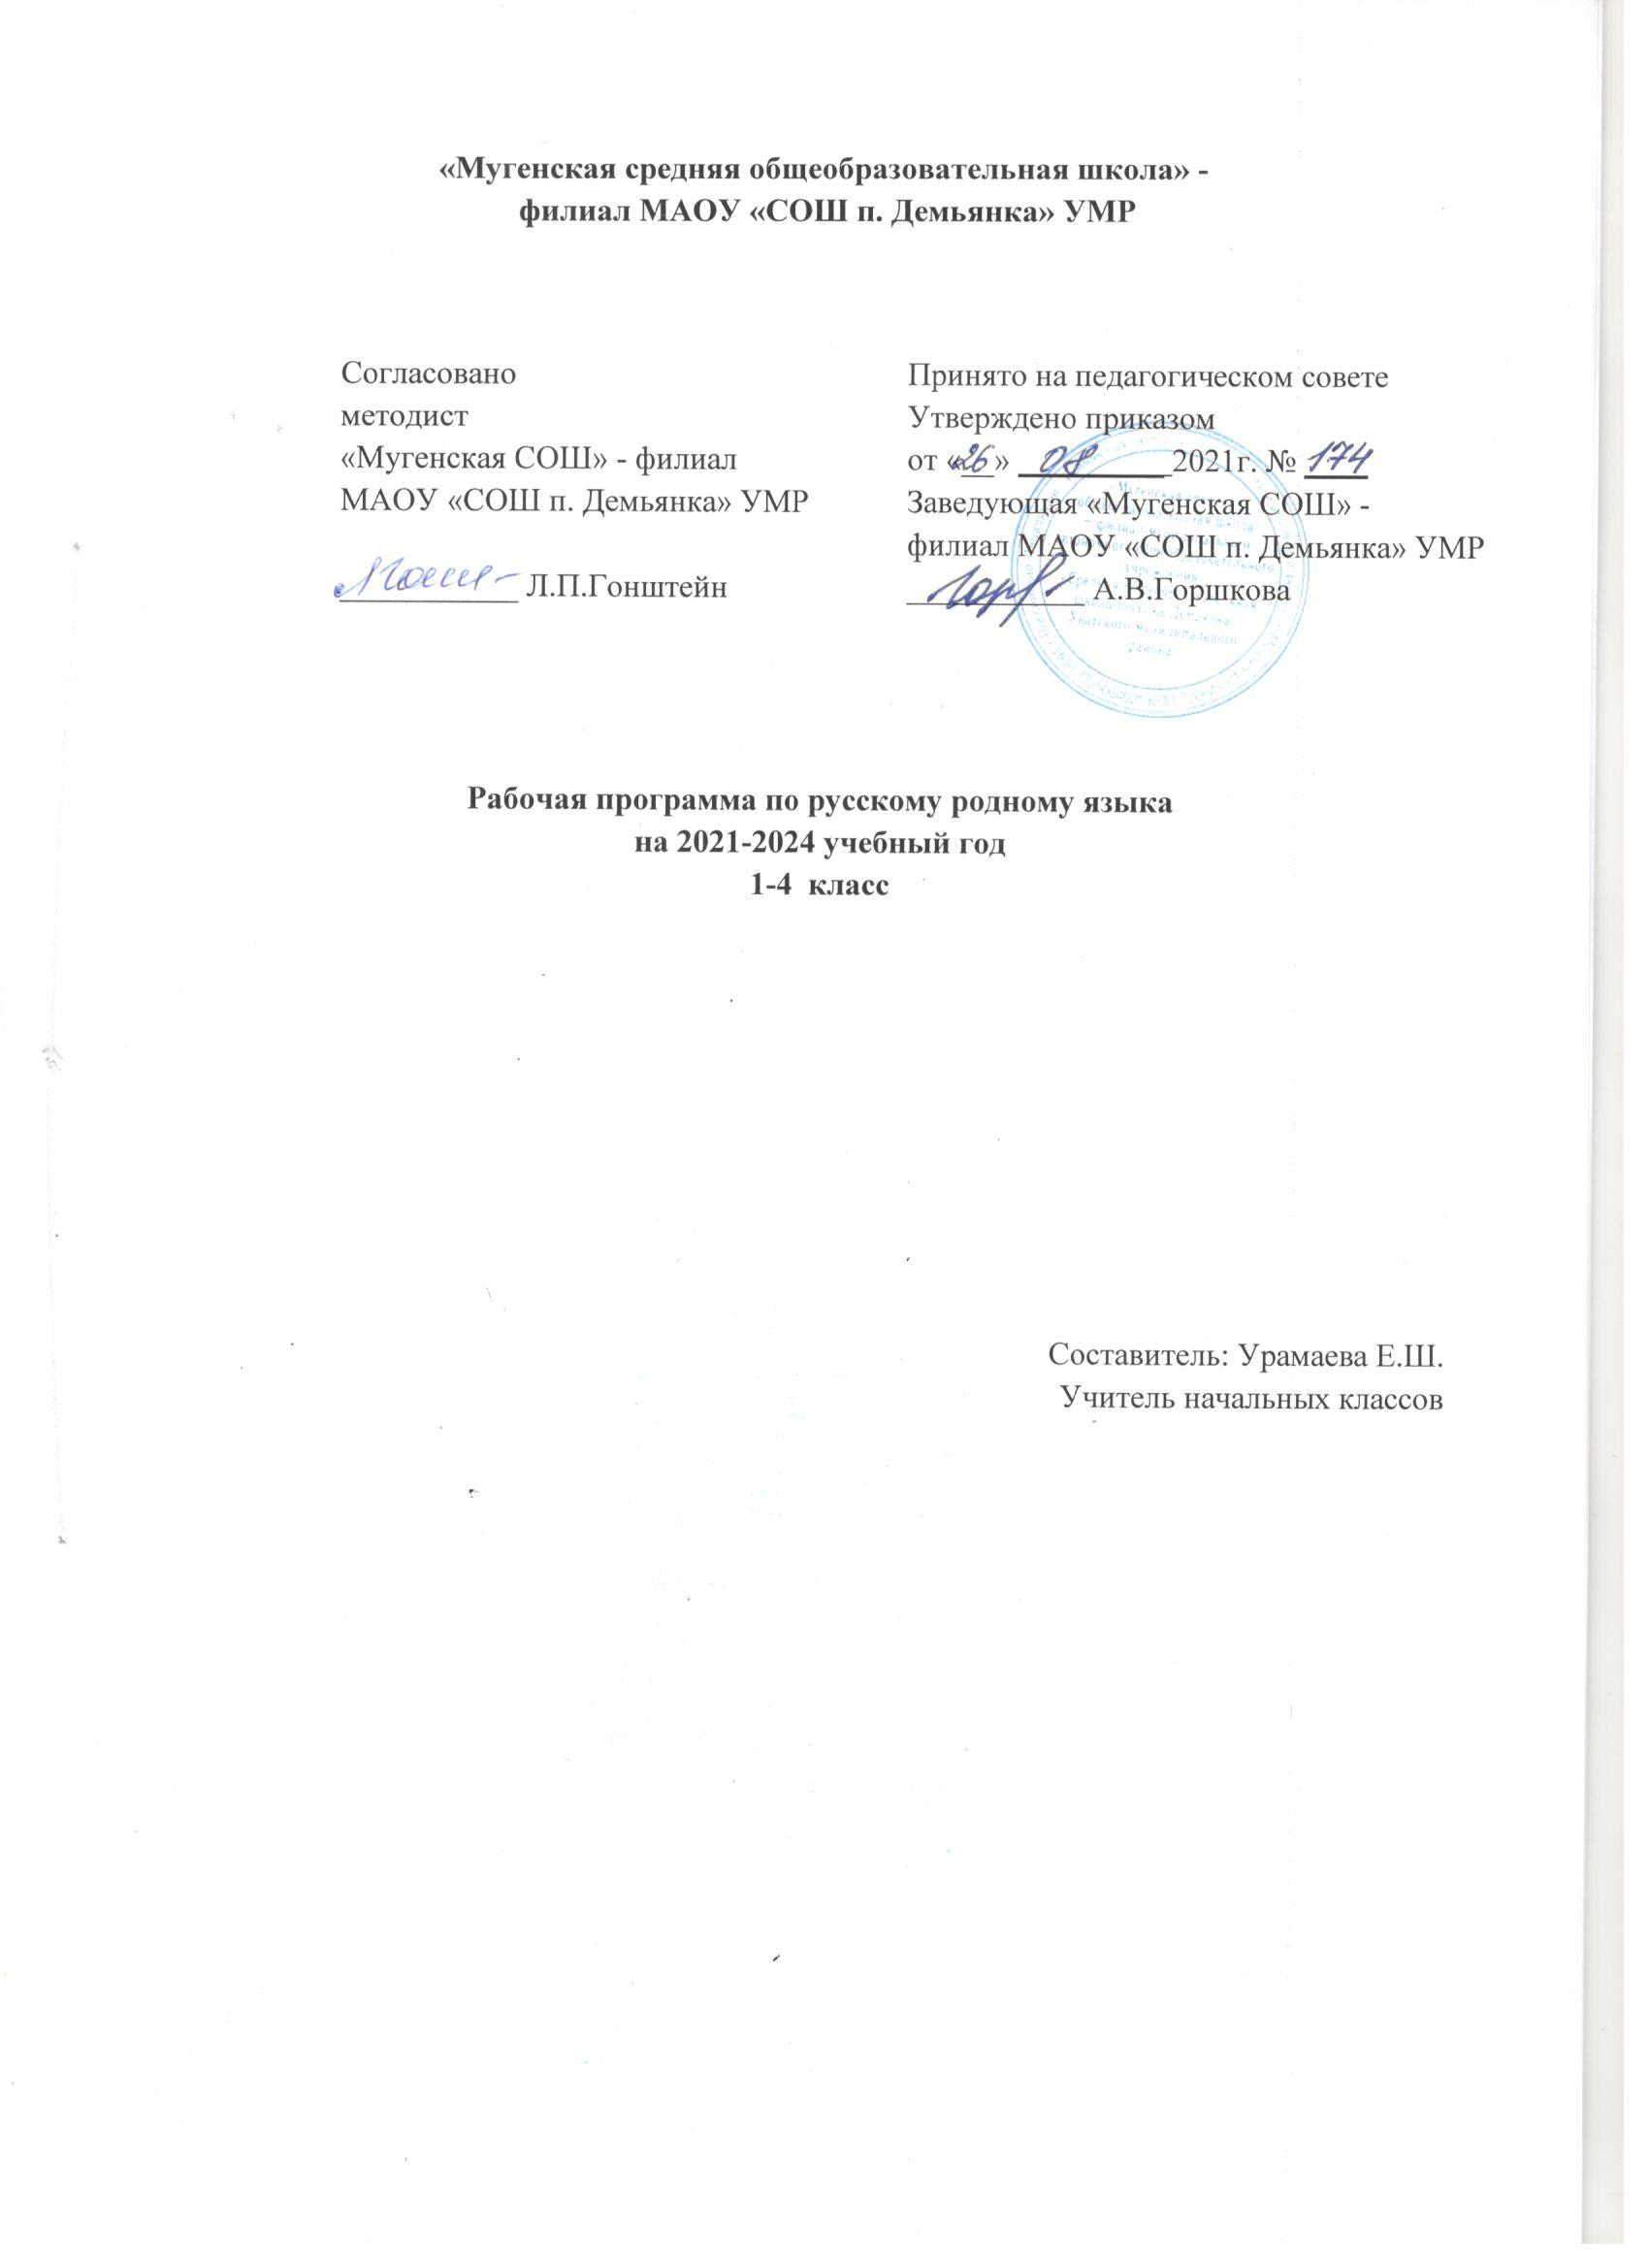 «Мугенская средняя общеобразовательная школа» -
филиал МАОУ «СОШ п. Демьянка» УМР
Согласовано
методист
«Мугенская СОШ» - филиал
МАОУ «СОШ п. Демьянка» УМР
Л.П.Гонштейн
Принято на педагогическом совете
Утверждено приказом
от «26» 08 2021г. № 174
Заведующая «Мугенская СОШ» -
филиал МАОУ «СОШ п. Демьянка» УМР
А.В.Горшкова
Уватского муниципального
района
Рабочая программа по русскому родному языка
на 2021-2024 учебный год
1-4 класс
Составитель: Урамаева Е.Ш.
Учитель начальных классов